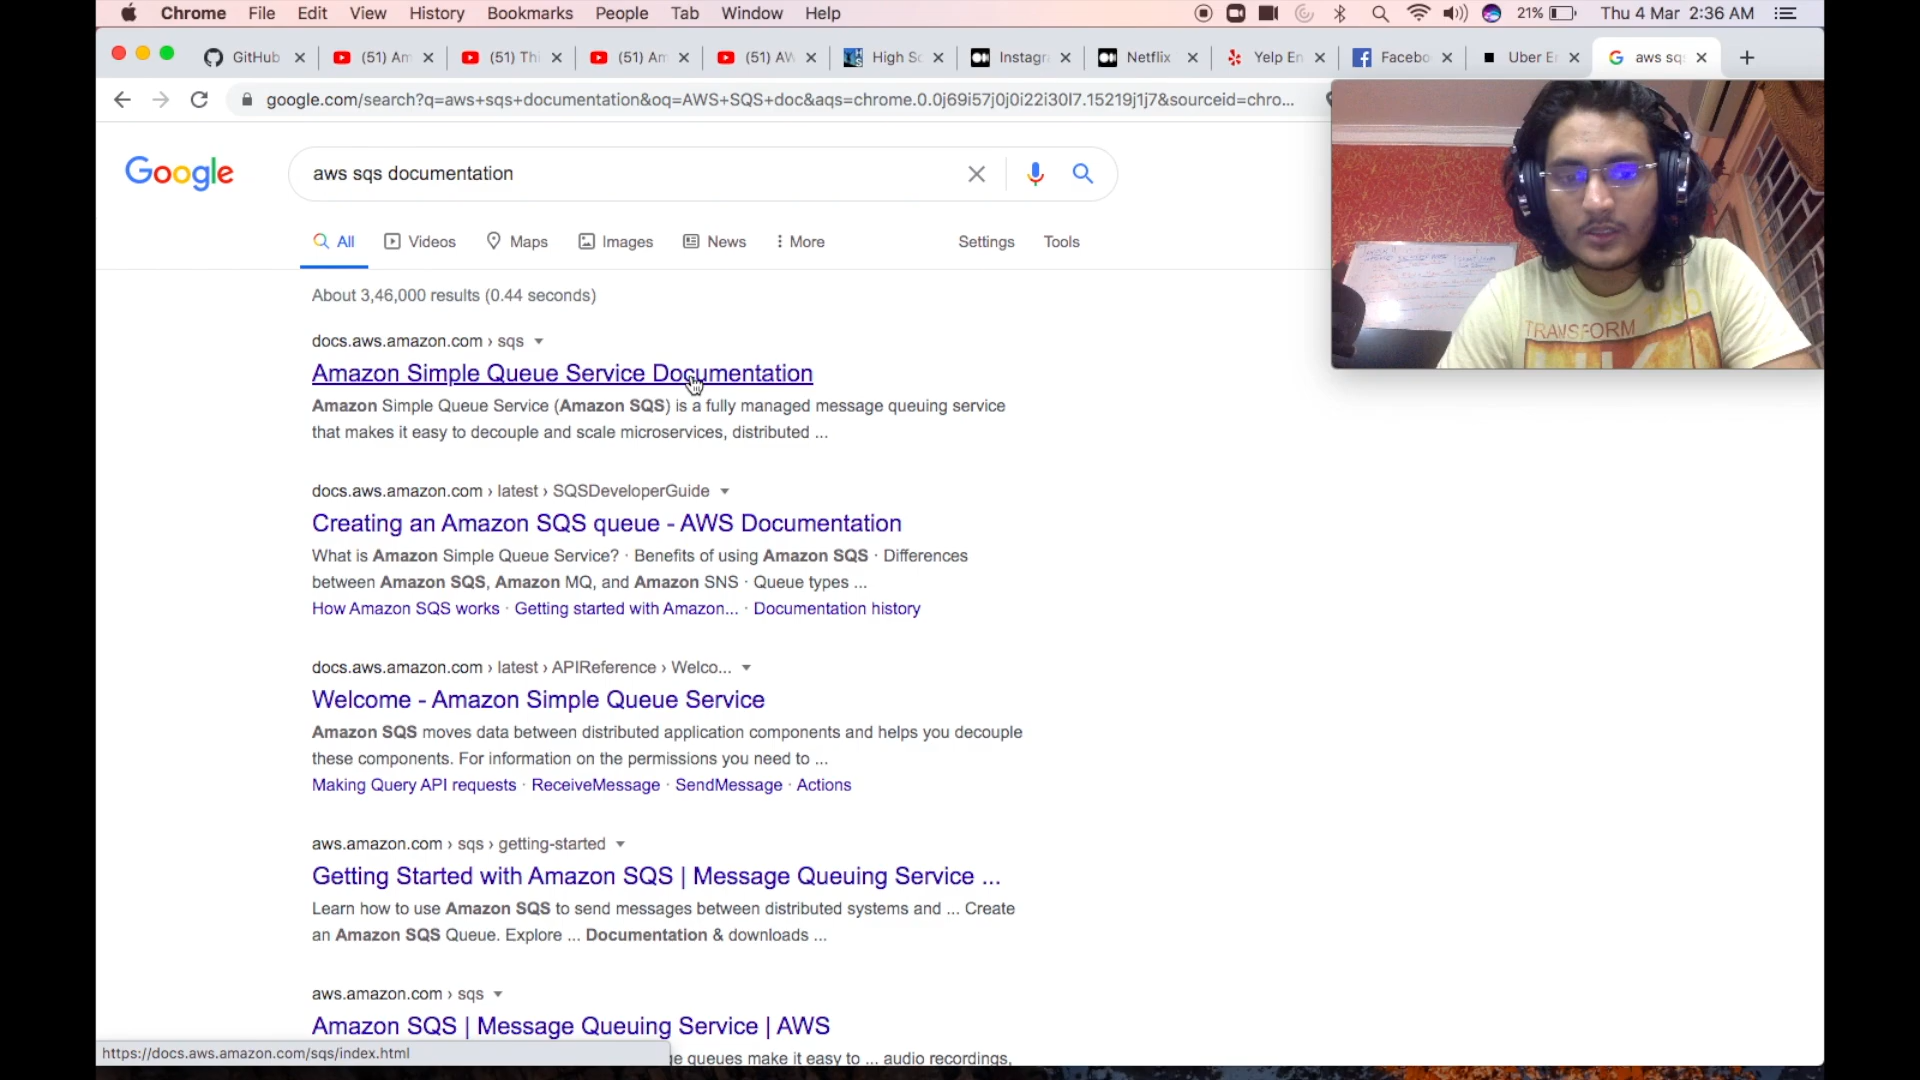 Chrome File Edit View History Bookmarks People Tab Window Help 21% Thu 4 Mar 2:36 AM
GitHub (51) Am (51) Thi (51) Am (51) AW High Sc Instagra Netflix Yelp En Facebo Uber E aws sq
google.com/search?q=aws+sqs+documentation&oq=AWS+SQS+doc&aqs=chrome.0.0j69i57j0j0i22i30l7.15219j1j7&sourceid=chro...
Google aws sqs documentation
All Videos Maps Images News More Settings Tools
About 3,46,000 results (0.44 seconds)
docs.aws.amazon.com › sqs
Amazon Simple Queue Service Documentation
Amazon Simple Queue Service (Amazon SQS) is a fully managed message queuing service
that makes it easy to decouple and scale microservices, distributed ...
docs.aws.amazon.com › latest › SQSDeveloperGuide
Creating an Amazon SQS queue - AWS Documentation
What is Amazon Simple Queue Service? · Benefits of using Amazon SQS · Differences
between Amazon SQS, Amazon MQ, and Amazon SNS · Queue types ...
How Amazon SQS works · Getting started with Amazon... · Documentation history
docs.aws.amazon.com › latest › APIReference › Welco...
Welcome - Amazon Simple Queue Service
Amazon SQS moves data between distributed application components and helps you decouple
these components. For information on the permissions you need to ...
Making Query API requests · ReceiveMessage · SendMessage · Actions
aws.amazon.com › sqs › getting-started
Getting Started with Amazon SQS | Message Queuing Service ...
Learn how to use Amazon SQS to send messages between distributed systems and ... Create
an Amazon SQS Queue. Explore ... Documentation & downloads ...
aws.amazon.com › sqs
Amazon SQS | Message Queuing Service | AWS
https://docs.aws.amazon.com/sqs/index.html
queues make it easy to ... audio recordings,
TRANSFORM